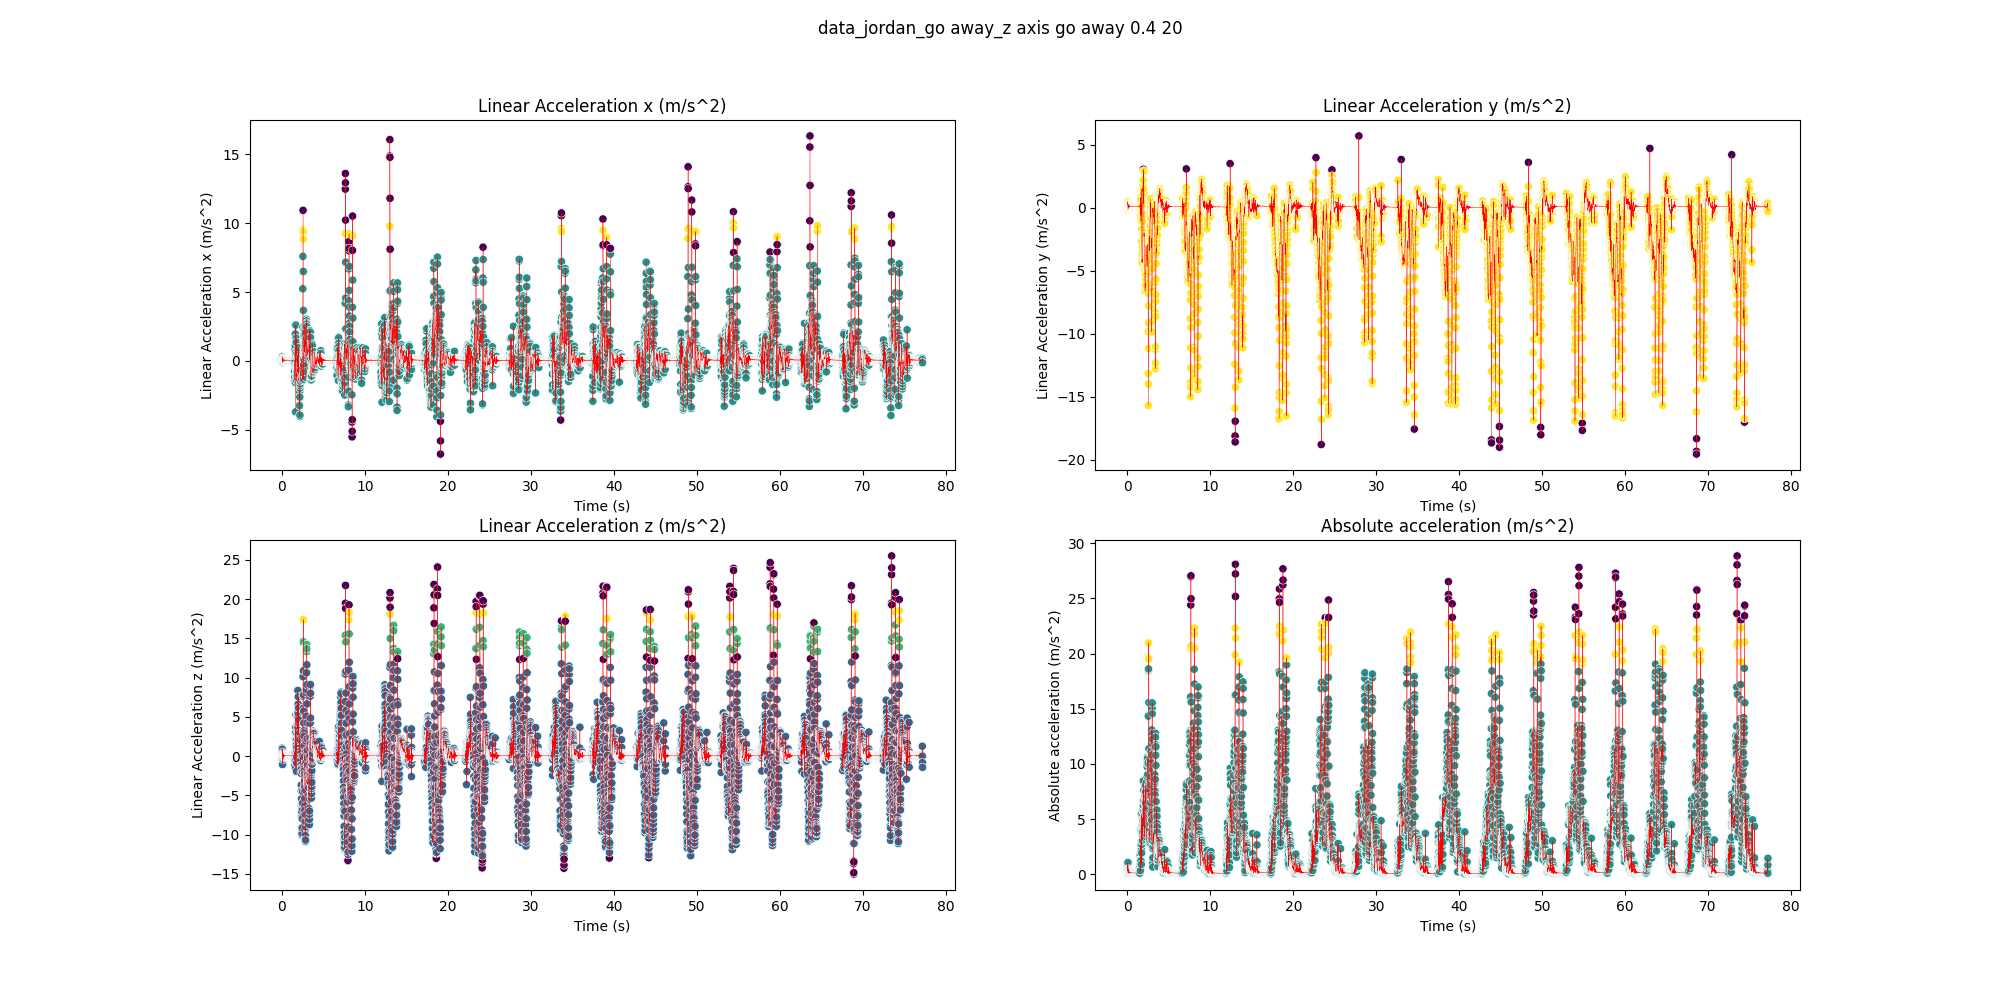 data_jordan_go away_z axis go away 0.4 20
Linear Acceleration x (m/s^2)
Linear Acceleration x (m/s^2)
15
10
5
0
−5
0 10 20 30 40 50 60 70 80
Time (s)
Linear Acceleration y (m/s^2)
Linear Acceleration y (m/s^2)
5
0
−5
−10
−15
−20
0 10 20 30 40 50 60 70 80
Time (s)
Linear Acceleration z (m/s^2)
Linear Acceleration z (m/s^2)
25
20
15
10
5
0
−5
−10
−15
0 10 20 30 40 50 60 70 80
Time (s)
Absolute acceleration (m/s^2)
Absolute acceleration (m/s^2)
30
25
20
15
10
5
0
0 10 20 30 40 50 60 70 80
Time (s)